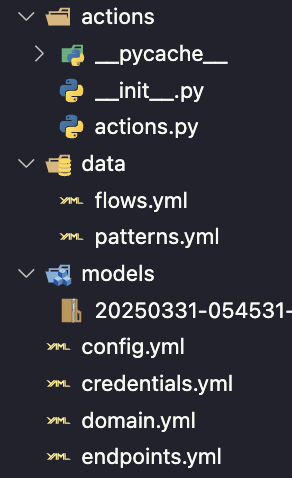 actions
__pycache__
__init__.py
actions.py
data
flows.yml
patterns.yml
models
20250331-054531-
config.yml
credentials.yml
domain.yml
endpoints.yml